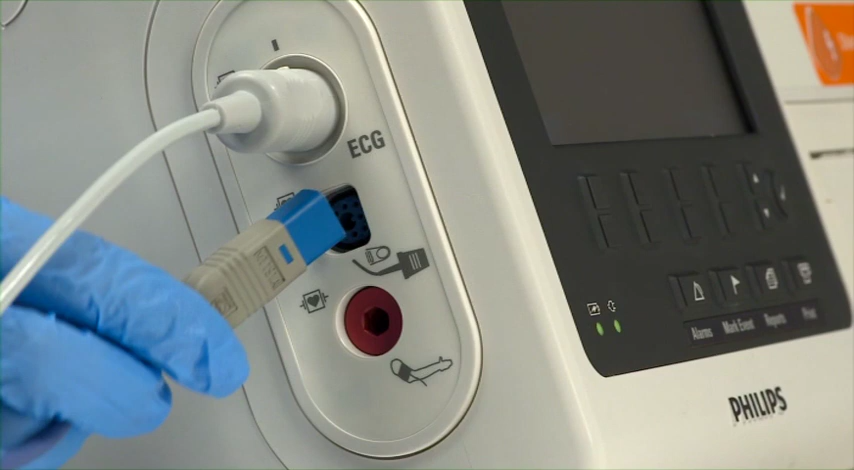 ECG
Alarms
Mark Event
Reports
Print
PHILIPS